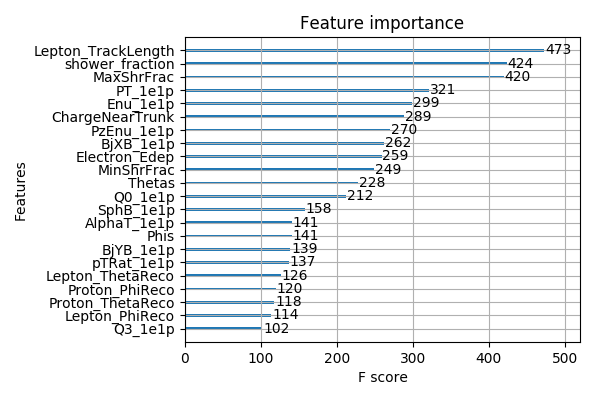 Feature importance
Lepton_TrackLength 473
shower_fraction 424
MaxShrFrac 420
PT_1e1p 321
Enu_1e1p 299
ChargeNearTrunk 289
PzEnu_1e1p 270
BjXB_1e1p 262
Electron_Edep 259
MinShrFrac 249
Thetas 228
Q0_1e1p 212
SphB_1e1p 158
AlphaT_1e1p 141
Phis 141
BjYB_1e1p 139
pTRat_1e1p 137
Lepton_ThetaReco 126
Proton_PhiReco 120
Proton_ThetaReco 118
Lepton_PhiReco 114
Q3_1e1p 102
Features
0 100 200 300 400 500
F score